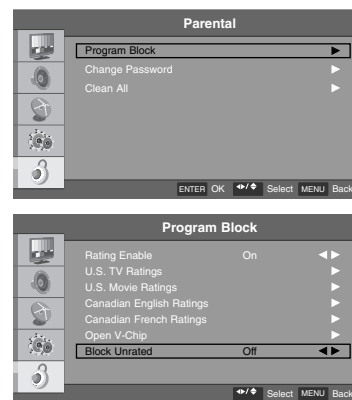 Parental
Program Block
Change Password
Clean All
ENTER OK Select MENU Back
Program Block
Rating Enable On
U.S. TV Ratings
U.S. Movie Ratings
Canadian English Ratings
Canadian French Ratings
Open V-Chip
Block Unrated Off
Select MENU Back